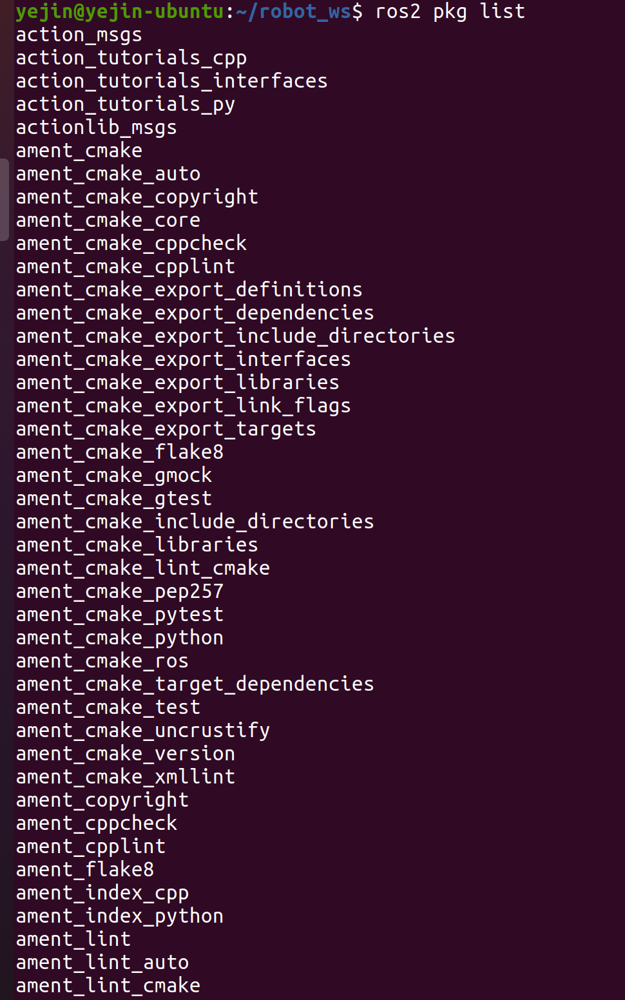 yejin@yejin-ubuntu:~/robot_ws$ ros2 pkg list
action_msgs
action_tutorials_cpp
action_tutorials_interfaces
action_tutorials_py
actionlib_msgs
ament_cmake
ament_cmake_auto
ament_cmake_copyright
ament_cmake_core
ament_cmake_cppcheck
ament_cmake_cpplint
ament_cmake_export_definitions
ament_cmake_export_dependencies
ament_cmake_export_include_directories
ament_cmake_export_interfaces
ament_cmake_export_libraries
ament_cmake_export_link_flags
ament_cmake_export_targets
ament_cmake_flake8
ament_cmake_gmock
ament_cmake_gtest
ament_cmake_include_directories
ament_cmake_libraries
ament_cmake_lint_cmake
ament_cmake_pep257
ament_cmake_pytest
ament_cmake_python
ament_cmake_ros
ament_cmake_target_dependencies
ament_cmake_test
ament_cmake_uncrustify
ament_cmake_version
ament_cmake_xmllint
ament_copyright
ament_cppcheck
ament_cpplint
ament_flake8
ament_index_cpp
ament_index_python
ament_lint
ament_lint_auto
ament_lint_cmake